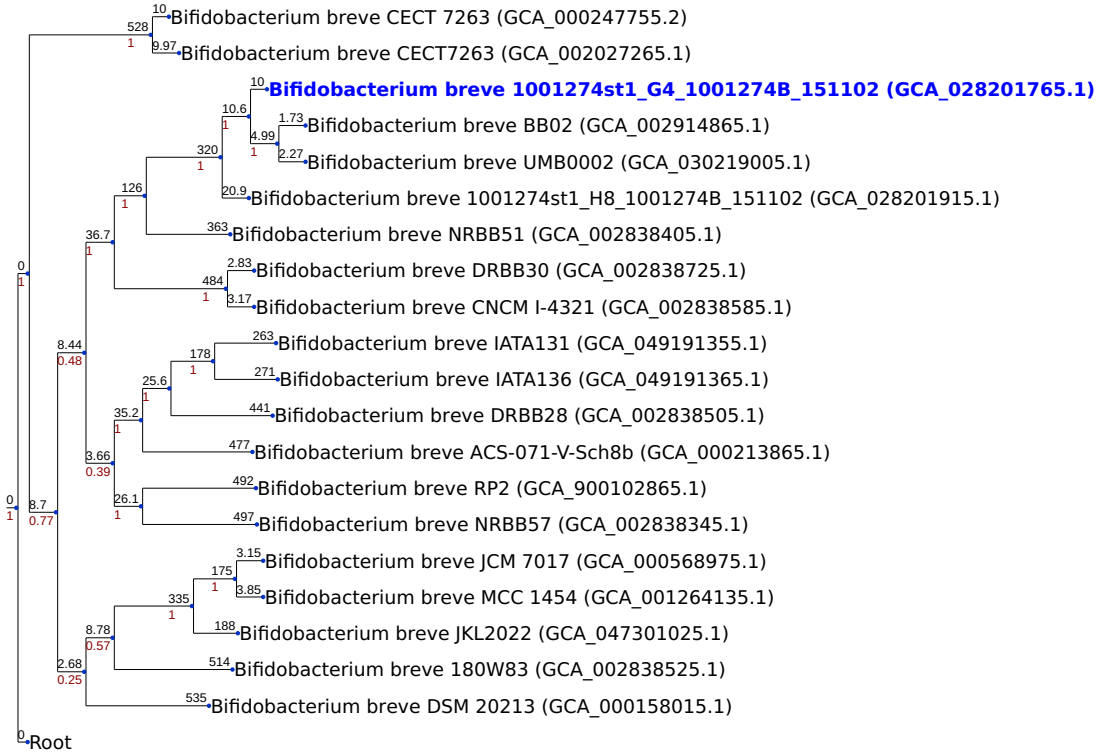 10 Bifidobacterium breve CECT 7263 (GCA_000247755.2)
528
1
9.97 Bifidobacterium breve CECT7263 (GCA_002027265.1)
10 Bifidobacterium breve 1001274st1_G4_1001274B_151102 (GCA_028201765.1)
10.6
1
1.73 Bifidobacterium breve BB02 (GCA_002914865.1)
4.99
1
320
1
2.27 Bifidobacterium breve UMB0002 (GCA_030219005.1)
126
1
20.9 Bifidobacterium breve 1001274st1_H8_1001274B_151102 (GCA_028201915.1)
36.7
1
363 Bifidobacterium breve NRBB51 (GCA_002838405.1)
0
1
2.83 Bifidobacterium breve DRBB30 (GCA_002838725.1)
484
1
3.17 Bifidobacterium breve CNCM I-4321 (GCA_002838585.1)
8.44
0.48
263 Bifidobacterium breve IATA131 (GCA_049191355.1)
178
1
271 Bifidobacterium breve IATA136 (GCA_049191365.1)
25.6
1
441 Bifidobacterium breve DRBB28 (GCA_002838505.1)
35.2
1
477 Bifidobacterium breve ACS-071-V-Sch8b (GCA_000213865.1)
3.66
0.39
492 Bifidobacterium breve RP2 (GCA_900102865.1)
26.1
1
0
1
8.7
0.77
497 Bifidobacterium breve NRBB57 (GCA_002838345.1)
3.15 Bifidobacterium breve JCM 7017 (GCA_000568975.1)
175
1
3.85 Bifidobacterium breve MCC 1454 (GCA_001264135.1)
335
1
188 Bifidobacterium breve JKL2022 (GCA_047301025.1)
8.78
0.57
514 Bifidobacterium breve 180W83 (GCA_002838525.1)
2.68
0.25
535 Bifidobacterium breve DSM 20213 (GCA_000158015.1)
0 Root